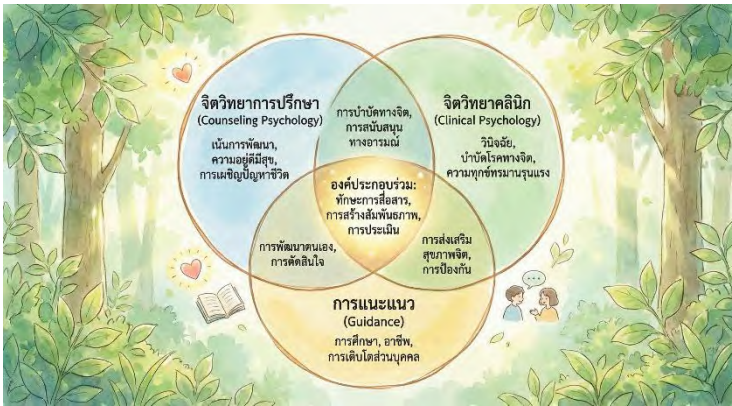 จิตวิทยาการปรึกษา
(Counseling Psychology)
เน้นการพัฒนา,
ความอยู่ดีมีสุข,
การเผชิญปัญหาชีวิต
การบำบัดทางจิต,
การสนับสนุน
ทางอารมณ์
จิตวิทยาคลินิก
(Clinical Psychology)
วินิจฉัย,
บำบัดโรคทางจิต,
ความทุกข์ทรมานรุนแรง
องค์ประกอบร่วม:
ทักษะการสื่อสาร,
การสร้างสัมพันธภาพ,
การประเมิน
การพัฒนาตนเอง,
การตัดสินใจ
การส่งเสริม
สุขภาพจิต,
การป้องกัน
การแนะแนว
(Guidance)
การศึกษา, อาชีพ,
การเติบโตส่วนบุคคล